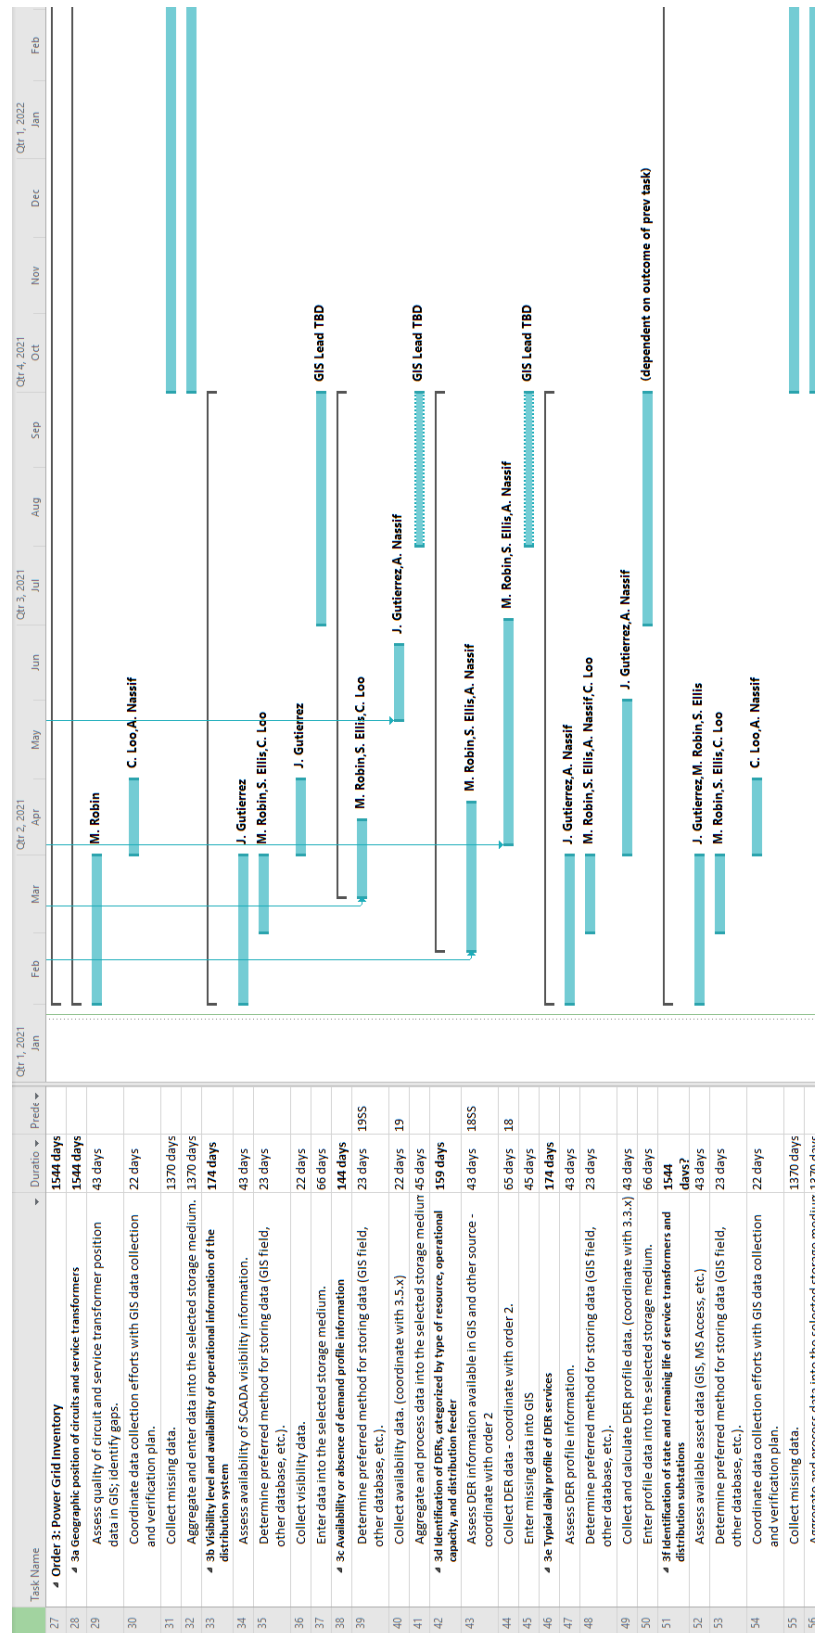 Task Name Duratio Prede
Qtr 1, 2021 Qtr 2, 2021 Qtr 3, 2021 Qtr 4, 2021 Qtr 1, 2022
Jan Feb Mar Apr May Jun Jul Aug Sep Oct Nov Dec Jan Feb
27 Order 3: Power Grid Inventory 1544 days
28 3a Geographic position of circuits and service transformers 1544 days
29 Assess quality of circuit and service transformer position 43 days M. Robin
data in GIS; identify gaps.
30 Coordinate data collection efforts with GIS data collection 22 days C. Loo,A. Nassif
and verification plan.
31 Collect missing data. 1370 days
32 Aggregate and enter data into the selected storage medium. 1370 days
33 3b Visibility level and availability of operational information of the 174 days
distribution system
34 Assess availability of SCADA visibility information. 43 days J. Gutierrez
35 Determine preferred method for storing data (GIS field, 23 days M. Robin,S. Ellis,C. Loo
other database, etc.).
36 Collect visibility data. 22 days J. Gutierrez
37 Enter data into the selected storage medium. 66 days GIS Lead TBD
38 3c Availability or absence of demand profile information 144 days
39 Determine preferred method for storing data (GIS field, 23 days 19SS M. Robin,S. Ellis,C. Loo
other database, etc.).
40 Collect availability data. (coordinate with 3.5.x) 22 days 19 J. Gutierrez,A. Nassif
41 Aggregate and process data into the selected storage medium 45 days GIS Lead TBD
42 3d Identification of DERs, categorized by type of resource, operational 159 days
capacity, and distribution feeder
43 Assess DER information available in GIS and other source - 43 days 18SS M. Robin,S. Ellis,A. Nassif
coordinate with order 2
44 Collect DER data - coordinate with order 2. 65 days 18 M. Robin,S. Ellis,A. Nassif
45 Enter missing data into GIS 45 days GIS Lead TBD
46 3e Typical daily profile of DER services 174 days
47 Assess DER profile information. 43 days J. Gutierrez,A. Nassif
48 Determine preferred method for storing data (GIS field, 23 days M. Robin,S. Ellis,A. Nassif,C. Loo
other database, etc.).
49 Collect and calculate DER profile data. (coordinate with 3.3.x) 43 days J. Gutierrez,A. Nassif
50 Enter profile data into the selected storage medium. 66 days (dependent on outcome of prev task)
51 3f Identification of state and remainig life of service transformers and 1544
distribution substations days?
52 Assess available asset data (GIS, MS Access, etc.) 43 days J. Gutierrez,M. Robin,S. Ellis
53 Determine preferred method for storing data (GIS field, 23 days M. Robin,S. Ellis,C. Loo
other database, etc.).
54 Coordinate data collection efforts with GIS data collection 22 days C. Loo,A. Nassif
and verification plan.
55 Collect missing data. 1370 days
56 Aggregate and process data into the selected storage medium 1370 days